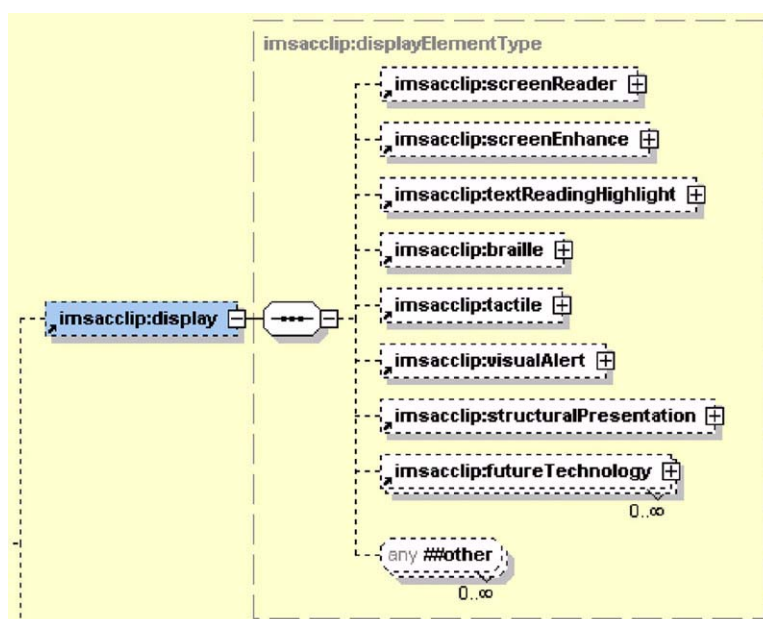 imsacclip:displayElementType
imsacclip:screenReader
imsacclip:screenEnhance
imsacclip:textReadingHighlight
imsacclip:braille
imsacclip:display
imsacclip:tactile
imsacclip:visualAlert
imsacclip:structuralPresentation
imsacclip:futureTechnology
0..∞
any ##other
0..∞